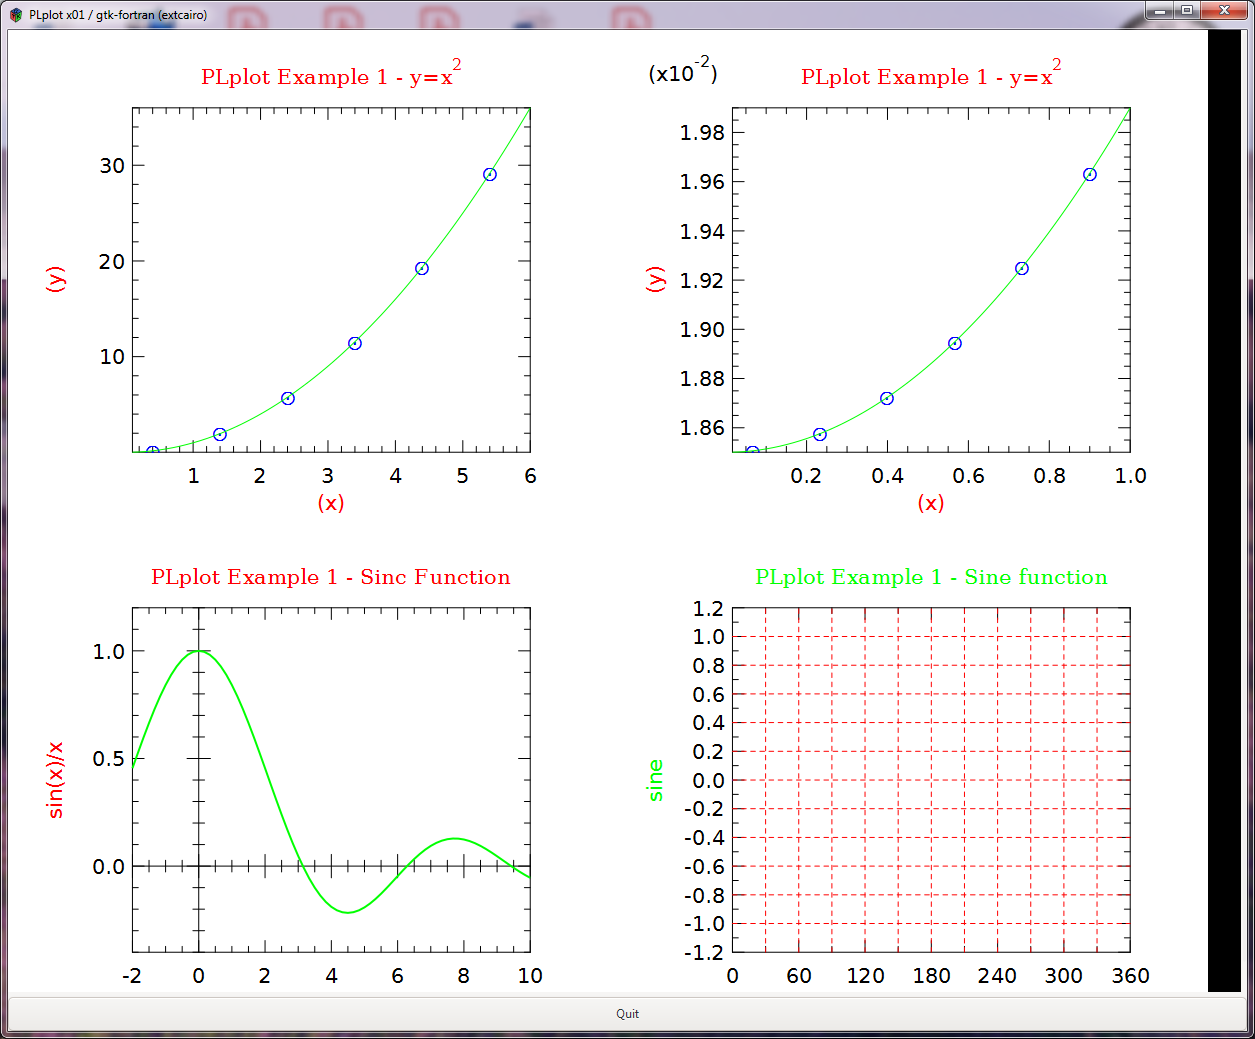 PLplot x01 / gtk-fortran (extcairo)
PLplot Example 1 - y=x²
30
20
10
(y)
1 2 3 4 5 6
(x)
(x10⁻²)
PLplot Example 1 - y=x²
1.98
1.96
1.94
1.92
1.90
1.88
1.86
(y)
0.2 0.4 0.6 0.8 1.0
(x)
PLplot Example 1 - Sinc Function
1.0
0.5
0.0
sin(x)/x
-2 0 2 4 6 8 10
PLplot Example 1 - Sine function
1.2
1.0
0.8
0.6
0.4
0.2
0.0
-0.2
-0.4
-0.6
-0.8
-1.0
-1.2
sine
0 60 120 180 240 300 360
Quit